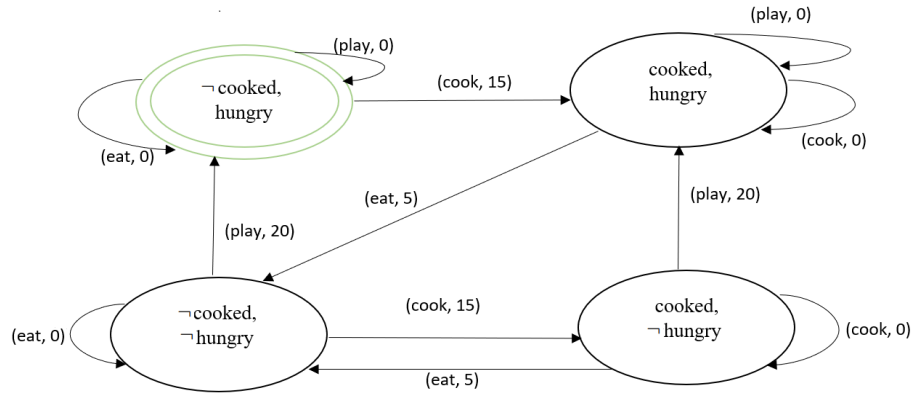 (play, 0)
(play, 0)
¬ cooked,
hungry
(cook, 15)
cooked,
hungry
(cook, 0)
(eat, 0)
(eat, 5)
(play, 20)
(play, 20)
¬ cooked,
¬ hungry
(cook, 15)
cooked,
¬ hungry
(eat, 0)
(cook, 0)
(eat, 5)